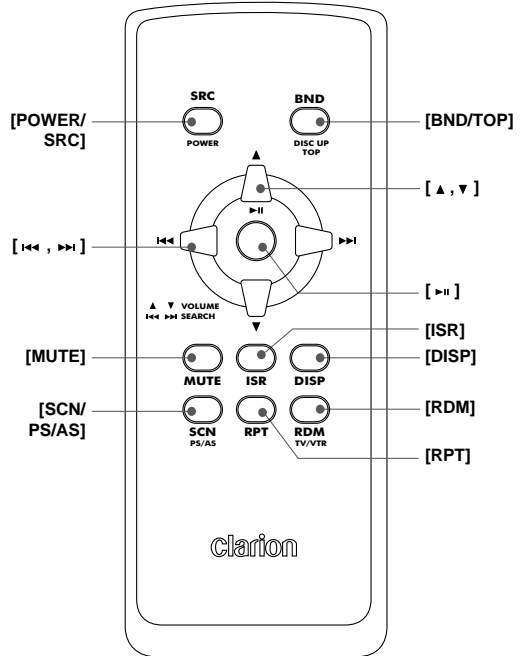 SRC
BND
[POWER/
SRC]
[BND/TOP]
POWER
DISC UP
TOP
▲
[ ▲ , ▼ ]
►II
[ I◄◄ , ►►I ]
I◄◄
►►I
[ ►II ]
▲ ▼ VOLUME
I◄◄ ►►I SEARCH
▼
[ISR]
[MUTE]
[DISP]
MUTE
ISR
DISP
[SCN/
PS/AS]
[RDM]
SCN
RPT
RDM
PS/AS
TV/VTR
[RPT]
clarion